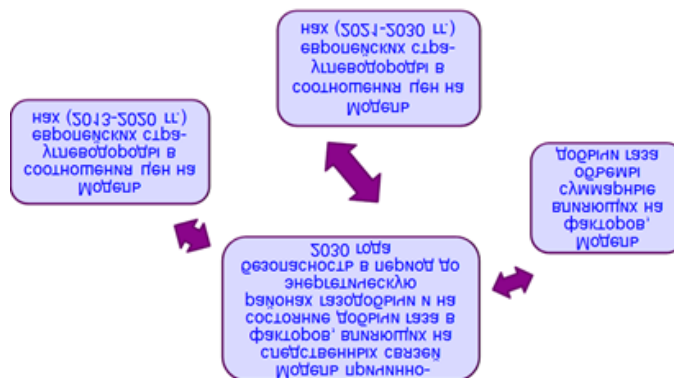 Модель причинно-
следственных связей
факторов, влияющих на
состояние добычи газа в
районах газодобычи и на
энергетическую
безопасность в период до
2030 года
Модель
соотношения цен на
углеводороды в
европейских стра-
нах (2013-2020 гг.)
Модель
соотношения цен на
углеводороды в
европейских стра-
нах (2021-2030 гг.)
Модель
факторов,
влияющих на
суммарные
объемы
добычи газа